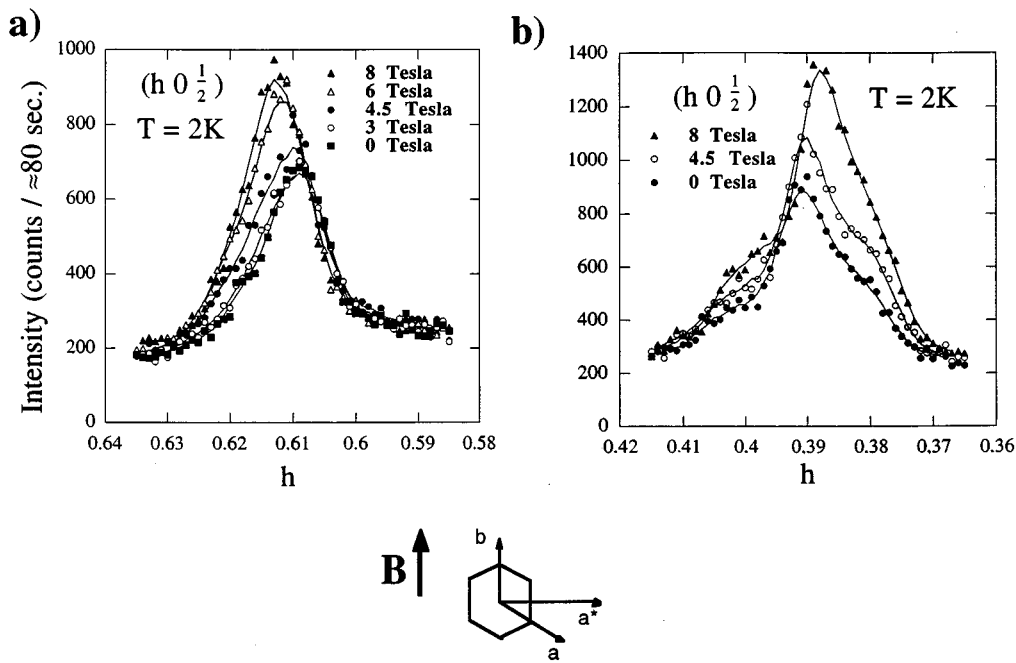 a)
(h 0 1/2)
T = 2K
8 Tesla
6 Tesla
4.5 Tesla
3 Tesla
0 Tesla
Intensity (counts / ≈80 sec.)
1000
800
600
400
200
0
0.64 0.63 0.62 0.61 0.6 0.59 0.58
h
b)
(h 0 1/2)
T = 2K
8 Tesla
4.5 Tesla
0 Tesla
1400
1200
1000
800
600
400
200
0
0.42 0.41 0.4 0.39 0.38 0.37 0.36
h
B
b
a*
a